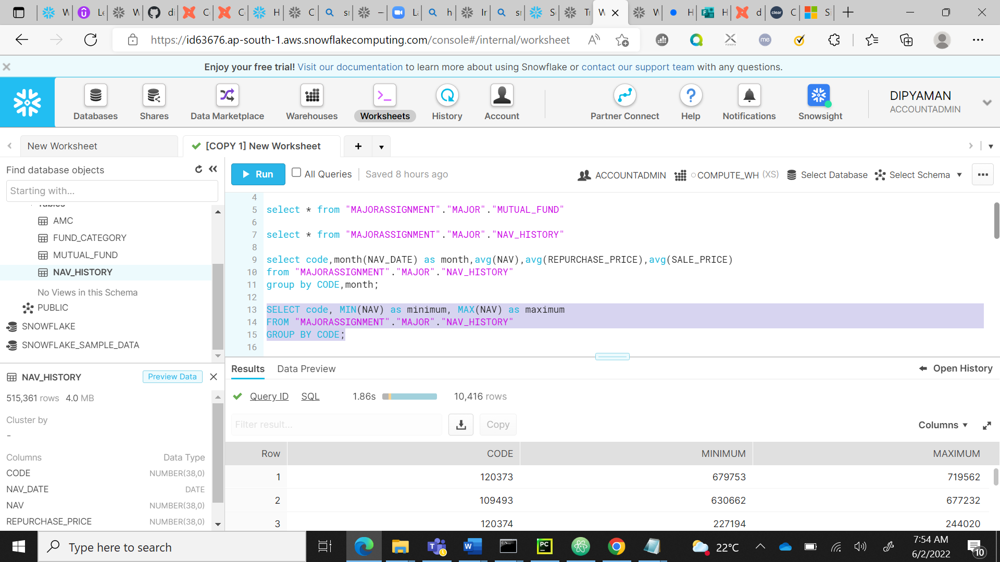 https://id63676.ap-south-1.aws.snowflakecomputing.com/console#/internal/worksheet
Enjoy your free trial! Visit our documentation to learn more about using Snowflake or contact our support team with any questions.
Databases
Shares
Data Marketplace
Warehouses
Worksheets
History
Account
Partner Connect
Help
Notifications
Snowsight
DIPYAMAN
ACCOUNTADMIN
New Worksheet
[COPY 1] New Worksheet
Find database objects
Starting with...
Tables
AMC
FUND_CATEGORY
MUTUAL_FUND
NAV_HISTORY
No Views in this Schema
PUBLIC
SNOWFLAKE
SNOWFLAKE_SAMPLE_DATA
Run
All Queries
Saved 8 hours ago
ACCOUNTADMIN
COMPUTE_WH (XS)
Select Database
Select Schema
4
5 select * from "MAJORASSIGNMENT"."MAJOR"."MUTUAL_FUND"
6
7 select * from "MAJORASSIGNMENT"."MAJOR"."NAV_HISTORY"
8
9 select code,month(NAV_DATE) as month,avg(NAV),avg(REPURCHASE_PRICE),avg(SALE_PRICE)
10 from "MAJORASSIGNMENT"."MAJOR"."NAV_HISTORY"
11 group by CODE,month;
12
13 SELECT code, MIN(NAV) as minimum, MAX(NAV) as maximum
14 FROM "MAJORASSIGNMENT"."MAJOR"."NAV_HISTORY"
15 GROUP BY CODE;
16
NAV_HISTORY
Preview Data
515,361 rows 4.0 MB
Cluster by
-
Columns Data Type
CODE NUMBER(38,0)
NAV_DATE DATE
NAV NUMBER(38,0)
REPURCHASE_PRICE NUMBER(38,0)
Results
Data Preview
Open History
Query ID
SQL
1.86s
10,416 rows
Filter result...
Copy
Columns
Row CODE MINIMUM MAXIMUM
1 120373 679753 719562
2 109493 630662 677232
3 120374 227194 244020
Type here to search
22°C
7:54 AM
6/2/2022
10